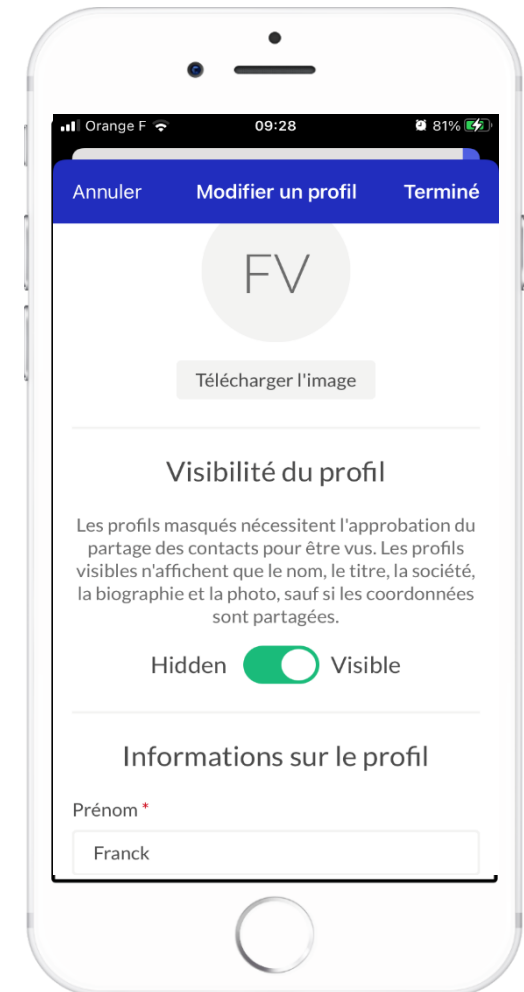 Orange F 09:28 81%
Annuler Modifier un profil Terminé
FV
Télécharger l'image
Visibilité du profil
Les profils masqués nécessitent l'approbation du
partage des contacts pour être vus. Les profils
visibles n'affichent que le nom, le titre, la société,
la biographie et la photo, sauf si les coordonnées
sont partagées.
Hidden Visible
Informations sur le profil
Prénom *
Franck